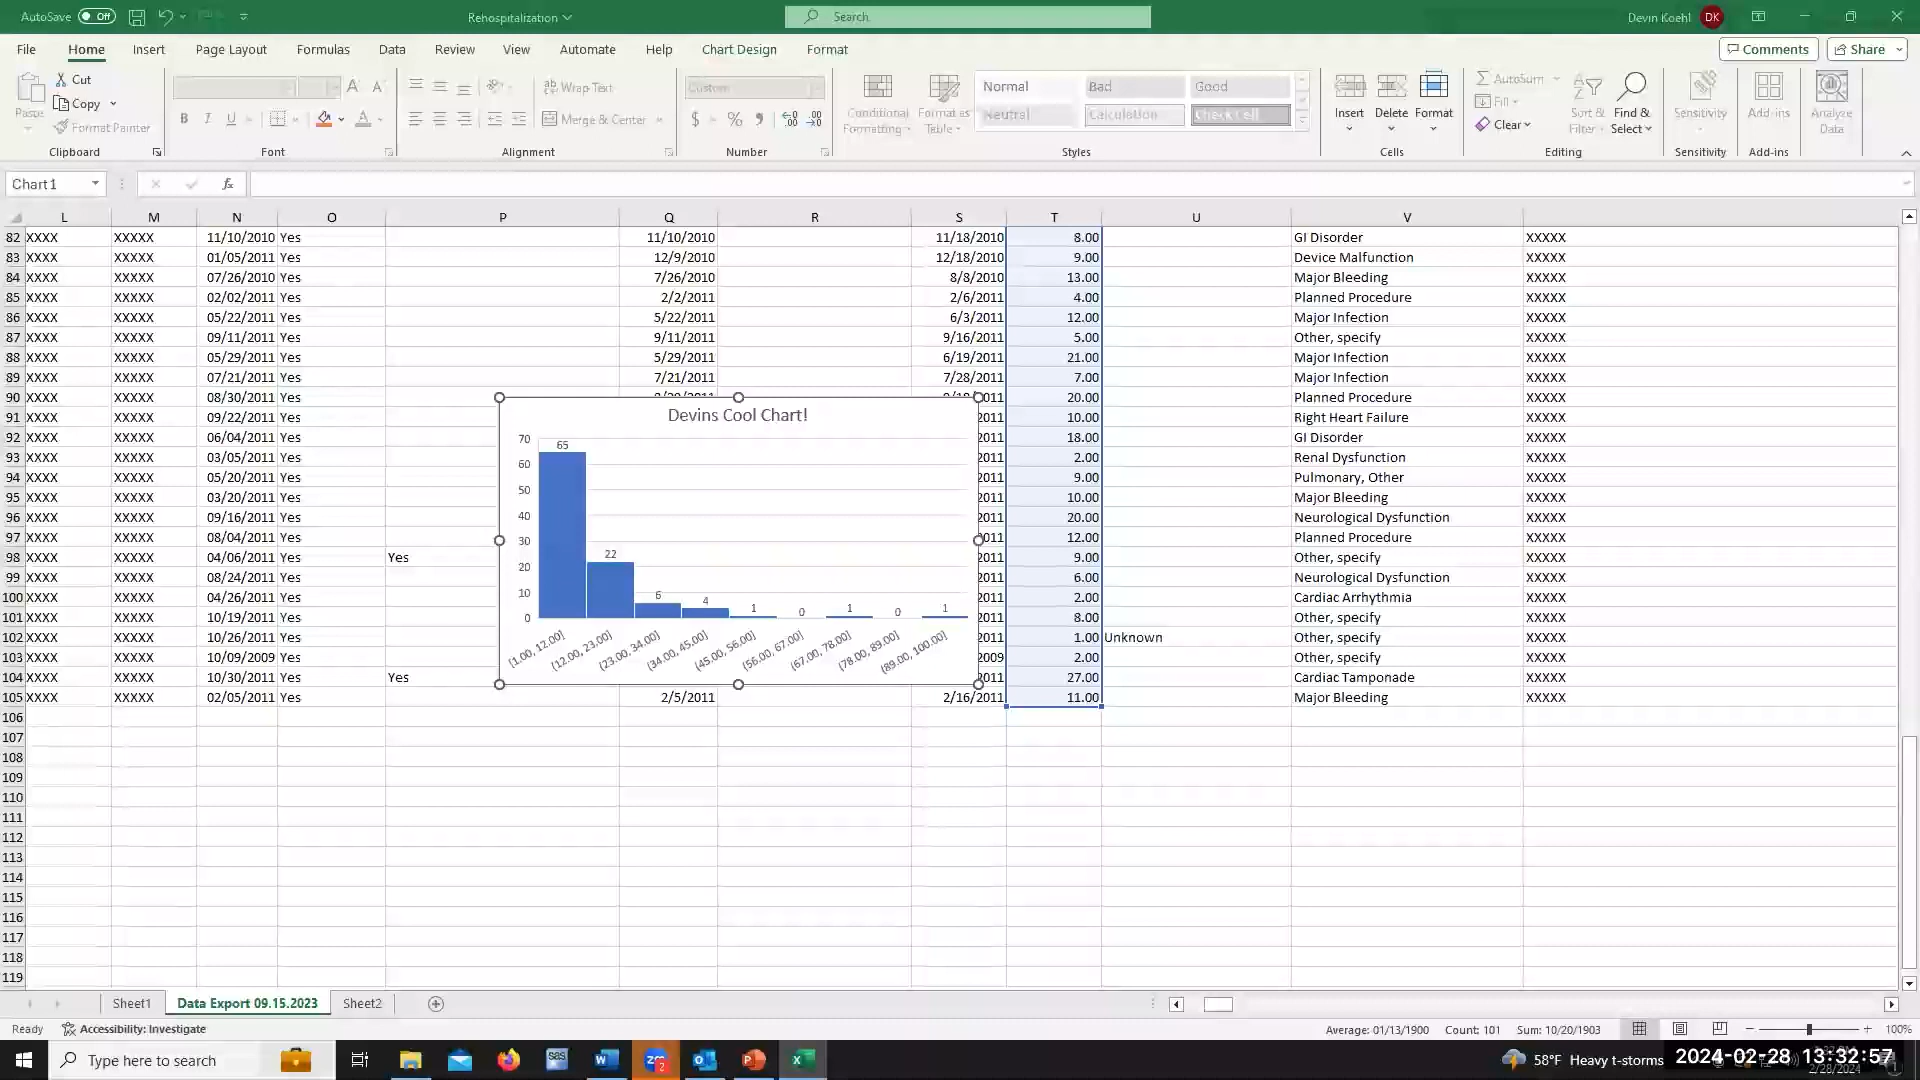 AutoSave Off Rehospitalization Search Devin Koehl DK
File Home Insert Page Layout Formulas Data Review View Automate Help Chart Design Format Comments Share
Paste Cut Copy Format Painter
Clipboard
B I U
Font
Wrap Text
Merge & Center
Alignment
Custom
$ % 9
Number
Conditional Formatting Format as Table
Normal Bad Good
Neutral Calculation Check Cell
Styles
Insert Delete Format
Cells
AutoSum Fill Clear
Sort & Filter Find & Select
Editing
Sensitivity
Sensitivity
Add-ins
Add-ins
Analyze Data
Chart 1 fx
L M N O P Q R S T U V
82 XXXX XXXXX 11/10/2010 Yes 11/10/2010 11/18/2010 8.00 GI Disorder XXXXX
83 XXXX XXXXX 01/05/2011 Yes 12/9/2010 12/18/2010 9.00 Device Malfunction XXXXX
84 XXXX XXXXX 07/26/2010 Yes 7/26/2010 8/8/2010 13.00 Major Bleeding XXXXX
85 XXXX XXXXX 02/02/2011 Yes 2/2/2011 2/6/2011 4.00 Planned Procedure XXXXX
86 XXXX XXXXX 05/22/2011 Yes 5/22/2011 6/3/2011 12.00 Major Infection XXXXX
87 XXXX XXXXX 09/11/2011 Yes 9/11/2011 9/16/2011 5.00 Other, specify XXXXX
88 XXXX XXXXX 05/29/2011 Yes 5/29/2011 6/19/2011 21.00 Major Infection XXXXX
89 XXXX XXXXX 07/21/2011 Yes 7/21/2011 7/28/2011 7.00 Major Infection XXXXX
90 XXXX XXXXX 08/30/2011 Yes 011 20.00 Planned Procedure XXXXX
91 XXXX XXXXX 09/22/2011 Yes 2011 10.00 Right Heart Failure XXXXX
92 XXXX XXXXX 06/04/2011 Yes 2011 18.00 GI Disorder XXXXX
93 XXXX XXXXX 03/05/2011 Yes 2011 2.00 Renal Dysfunction XXXXX
94 XXXX XXXXX 05/20/2011 Yes 2011 9.00 Pulmonary, Other XXXXX
95 XXXX XXXXX 03/20/2011 Yes 2011 10.00 Major Bleeding XXXXX
96 XXXX XXXXX 09/16/2011 Yes 2011 20.00 Neurological Dysfunction XXXXX
97 XXXX XXXXX 08/04/2011 Yes 2011 12.00 Planned Procedure XXXXX
98 XXXX XXXXX 04/06/2011 Yes Yes 2011 9.00 Other, specify XXXXX
99 XXXX XXXXX 08/24/2011 Yes 2011 6.00 Neurological Dysfunction XXXXX
100 XXXX XXXXX 04/26/2011 Yes 2011 2.00 Cardiac Arrhythmia XXXXX
101 XXXX XXXXX 10/19/2011 Yes 2011 8.00 Other, specify XXXXX
102 XXXX XXXXX 10/26/2011 Yes 2011 1.00 Unknown Other, specify XXXXX
103 XXXX XXXXX 10/09/2009 Yes 2009 2.00 Other, specify XXXXX
104 XXXX XXXXX 10/30/2011 Yes Yes 2011 27.00 Cardiac Tamponade XXXXX
105 XXXX XXXXX 02/05/2011 Yes 2/5/2011 2/16/2011 11.00 Major Bleeding XXXXX
106
107
108
109
110
111
112
113
114
115
116
117
118
119
Devins Cool Chart!
70
60
50
40
30
20
10
0
65 22 6 4 1 0 1 0 1
[1.00, 12.00] (12.00, 23.00] (23.00, 34.00] (34.00, 45.00] (45.00, 56.00] (56.00, 67.00] (67.00, 78.00] (78.00, 89.00] (89.00, 100.00]
Sheet1 Data Export 09.15.2023 Sheet2
Ready Accessibility: Investigate Average: 01/13/1900 Count: 101 Sum: 10/20/1903 100%
Type here to search sas zm 2 58°F Heavy t-storms 2024-02-28 13:32:57
2/28/2024